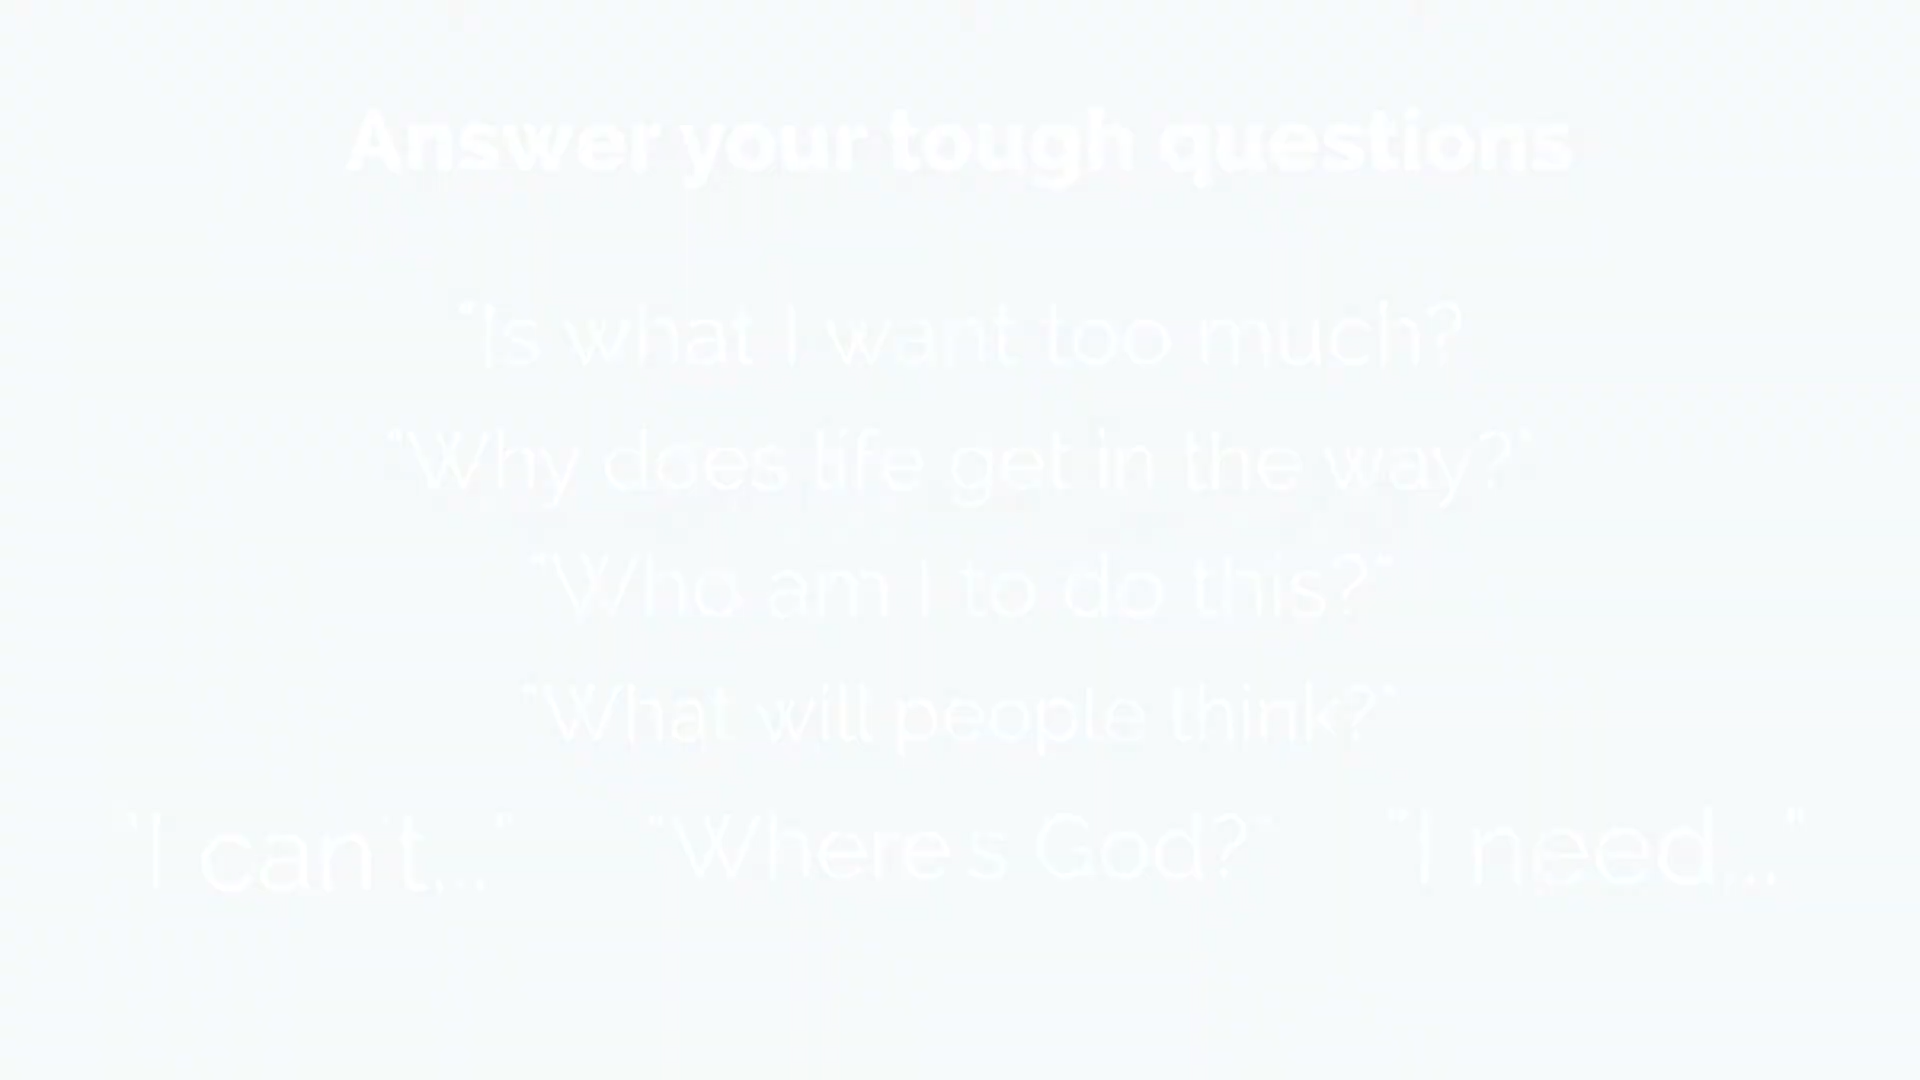 Answer your tough questions
"Is what I want too much?
"Why does life get in the way?"
"Who am I to do this?"
"What will people think?"
"I can't..." "Where's God?" "I need..."